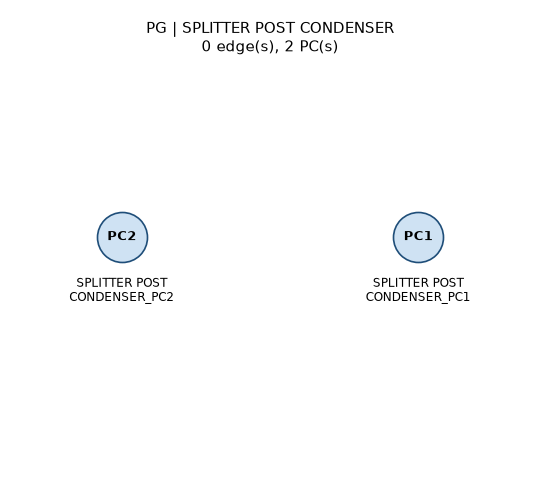 PG | SPLITTER POST CONDENSER
0 edge(s), 2 PC(s)
PC2
PC1
SPLITTER POST
CONDENSER_PC2
SPLITTER POST
CONDENSER_PC1